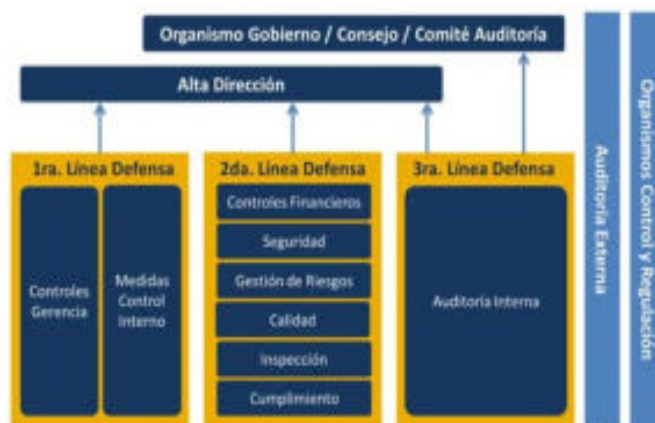 Organismo Gobierno / Consejo / Comité Auditoría
Alta Dirección
1ra. Línea Defensa
Controles
Gerencia
Medidas
Control
Interno
2da. Línea Defensa
Controles Financieros
Seguridad
Gestión de Riesgos
Calidad
Inspección
Cumplimiento
3ra. Línea Defensa
Auditoría Interna
Auditoría Externa
Organismos Control y Regulación